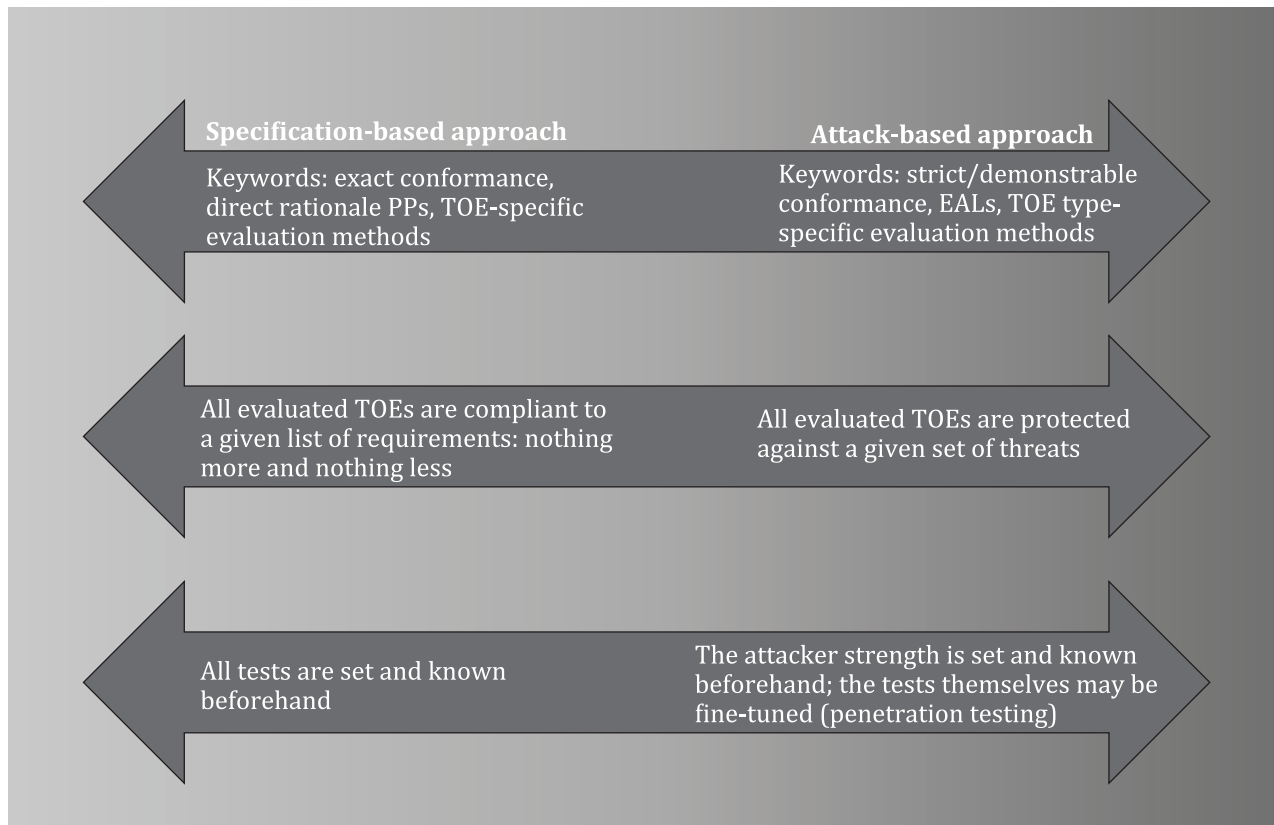 Specification-based approach
Keywords: exact conformance,
direct rationale PPs, TOE-specific
evaluation methods
Attack-based approach
Keywords: strict/demonstrable
conformance, EALs, TOE type-
specific evaluation methods
All evaluated TOEs are compliant to
a given list of requirements: nothing
more and nothing less
All evaluated TOEs are protected
against a given set of threats
All tests are set and known
beforehand
The attacker strength is set and known
beforehand; the tests themselves may be
fine-tuned (penetration testing)